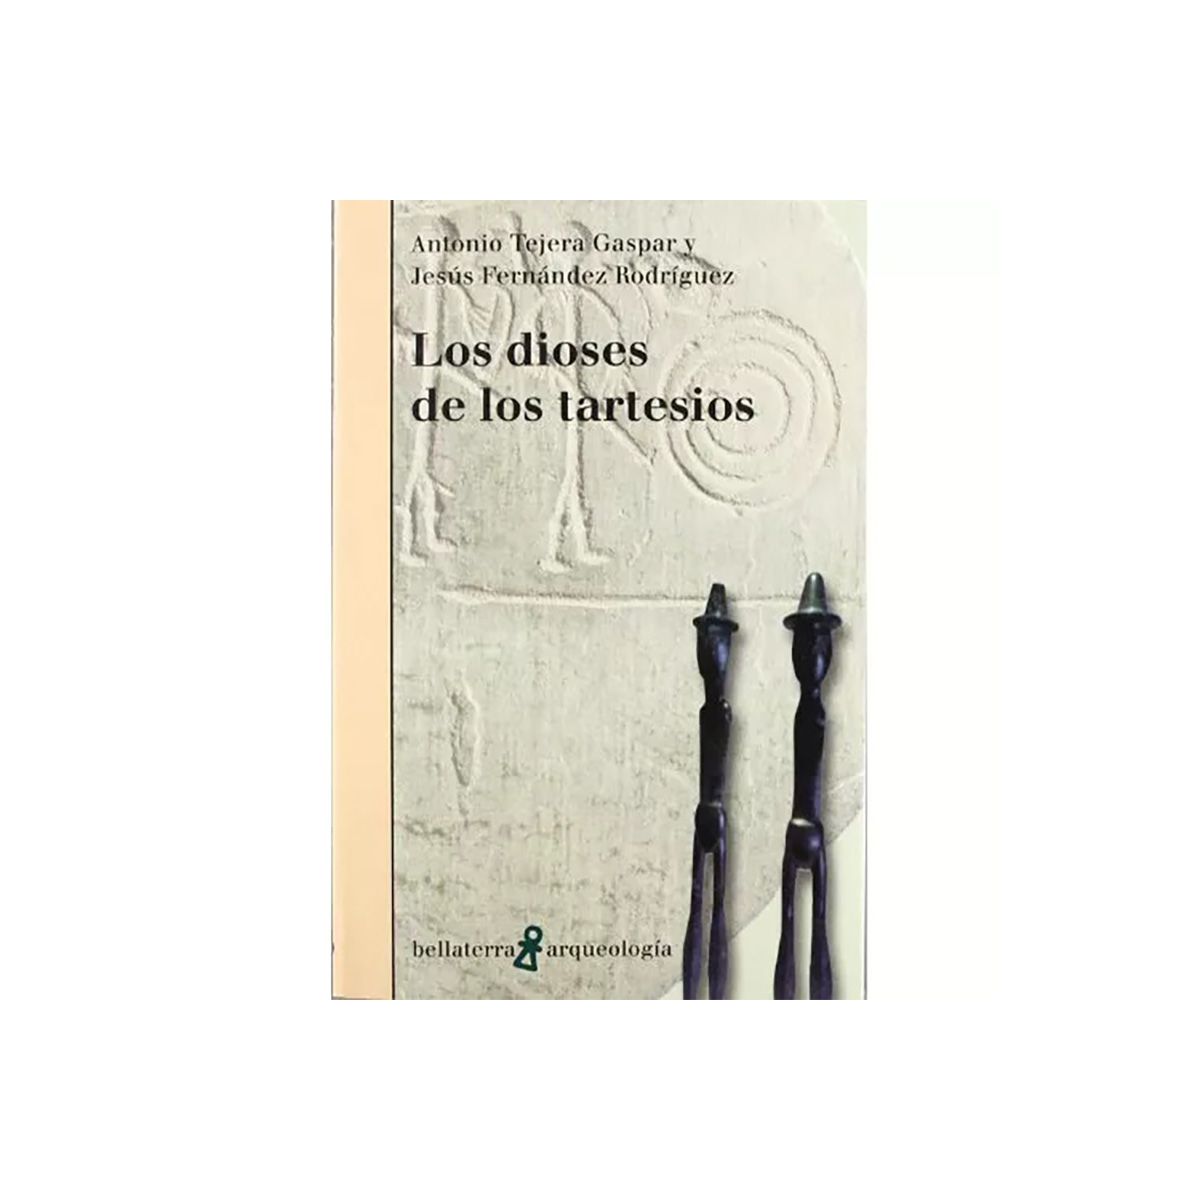 Antonio Tejera Gaspar y
Jesús Fernández Rodríguez
Los dioses
de los tartesios
bellaterra arqueología